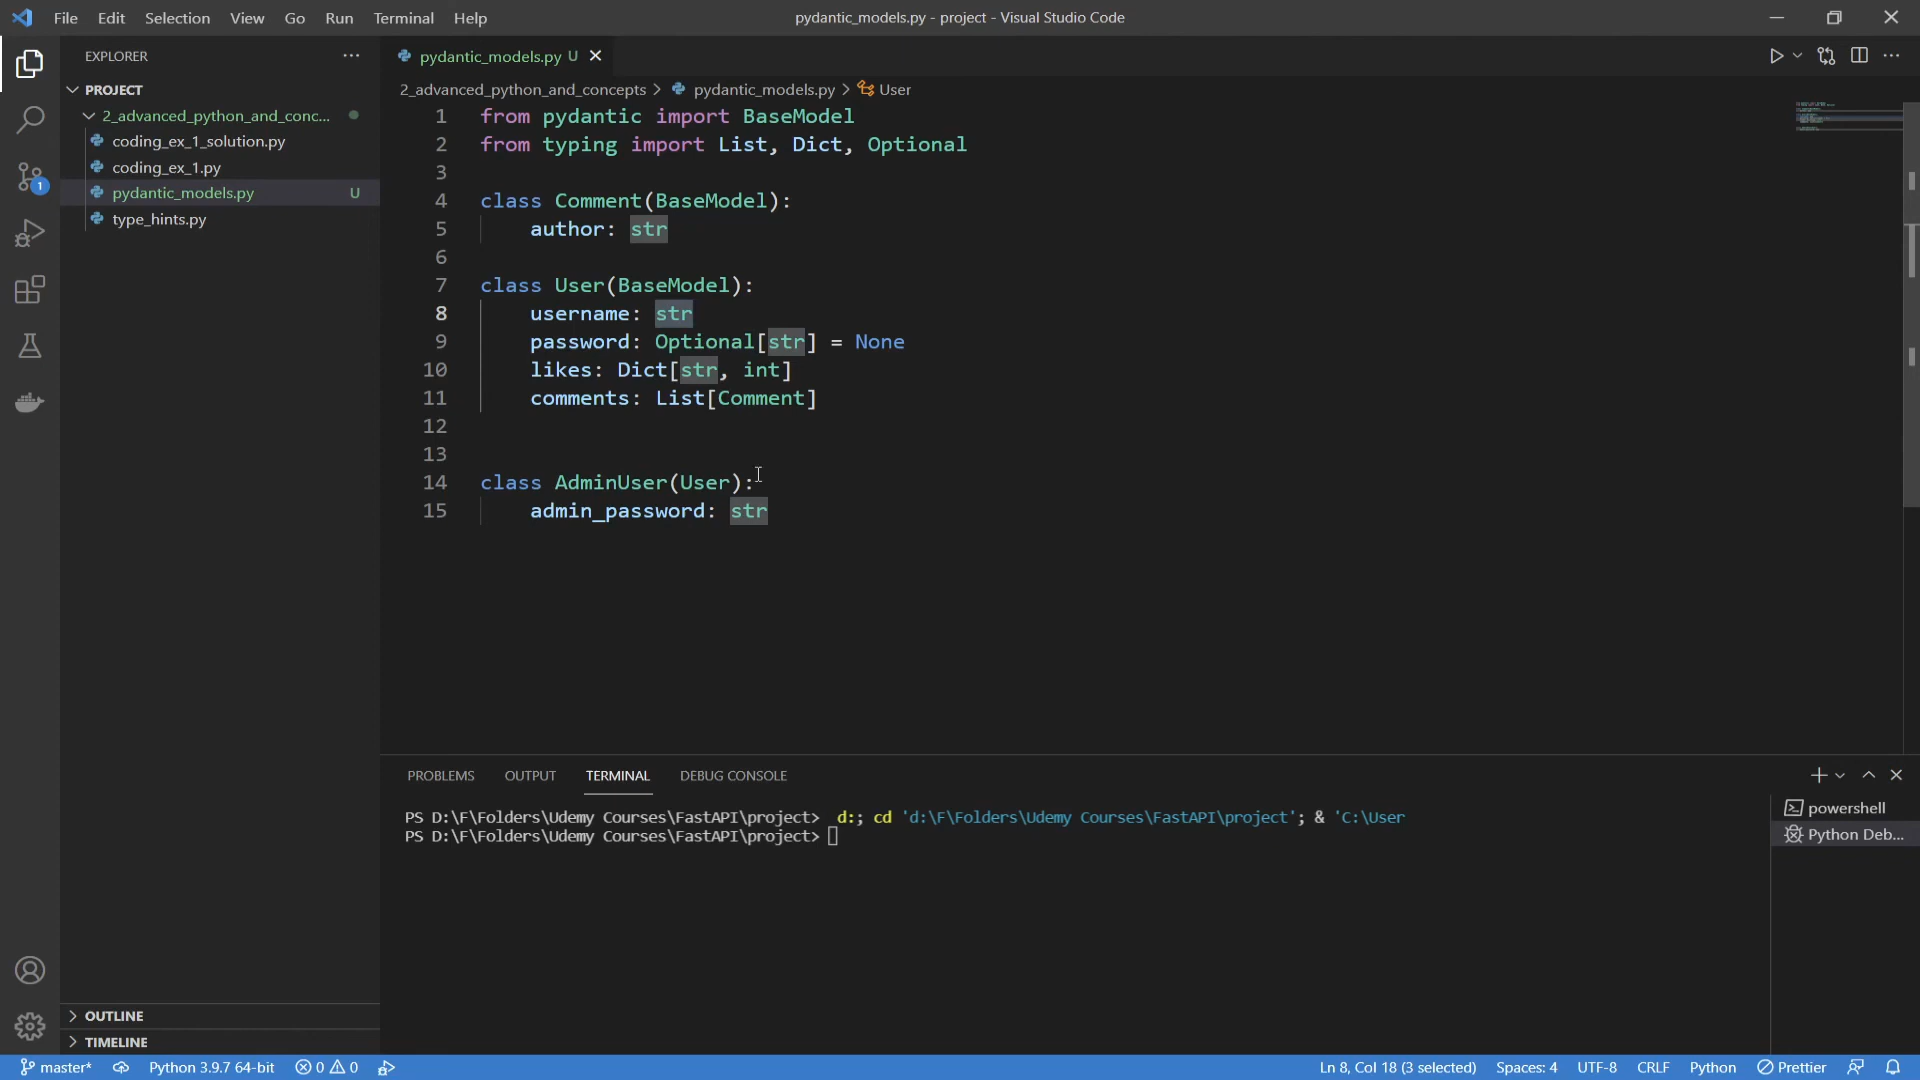 File Edit Selection View Go Run Terminal Help
pydantic_models.py - project - Visual Studio Code
EXPLORER
PROJECT
2_advanced_python_and_conc...
coding_ex_1_solution.py
coding_ex_1.py
pydantic_models.py U
type_hints.py
1
OUTLINE
TIMELINE
pydantic_models.py U
2_advanced_python_and_concepts > pydantic_models.py > User
1 from pydantic import BaseModel
2 from typing import List, Dict, Optional
3
4 class Comment(BaseModel):
5 author: str
6
7 class User(BaseModel):
8 username: str
9 password: Optional[str] = None
10 likes: Dict[str, int]
11 comments: List[Comment]
12
13
14 class AdminUser(User):
15 admin_password: str
PROBLEMS OUTPUT TERMINAL DEBUG CONSOLE
PS D:\F\Folders\Udemy Courses\FastAPI\project> d:; cd 'd:\F\Folders\Udemy Courses\FastAPI\project'; & 'C:\User
PS D:\F\Folders\Udemy Courses\FastAPI\project>
powershell
Python Deb...
master* Python 3.9.7 64-bit 0 0 Ln 8, Col 18 (3 selected) Spaces: 4 UTF-8 CRLF Python Prettier